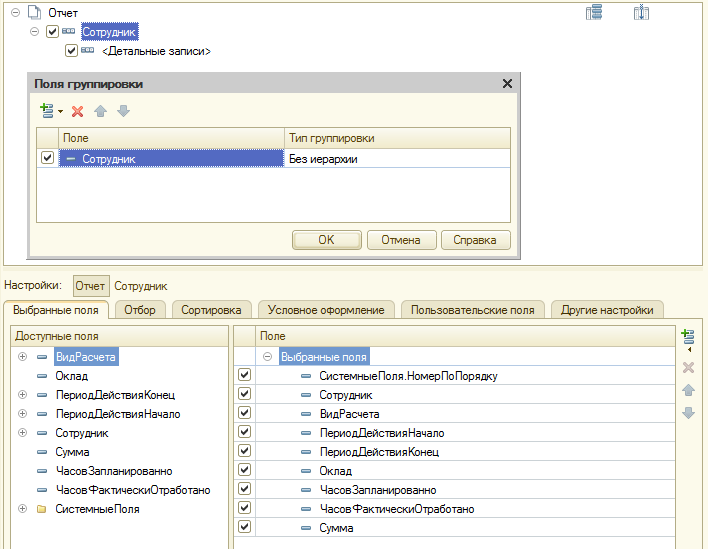 Отчет
Сотрудник
<Детальные записи>
Поля группировки
Поле Тип группировки
Сотрудник Без иерархии
ОК Отмена Справка
Настройки: Отчет Сотрудник
Выбранные поля Отбор Сортировка Условное оформление Пользовательские поля Другие настройки
Доступные поля Поле
ВидРасчета Выбранные поля
Оклад СистемныеПоля.НомерПоПорядку
ПериодДействияКонец Сотрудник
ПериодДействияНачало ВидРасчета
Сотрудник ПериодДействияНачало
Сумма ПериодДействияКонец
ЧасовЗапланированно Оклад
ЧасовФактическиОтработано ЧасовЗапланированно
СистемныеПоля ЧасовФактическиОтработано
Сумма